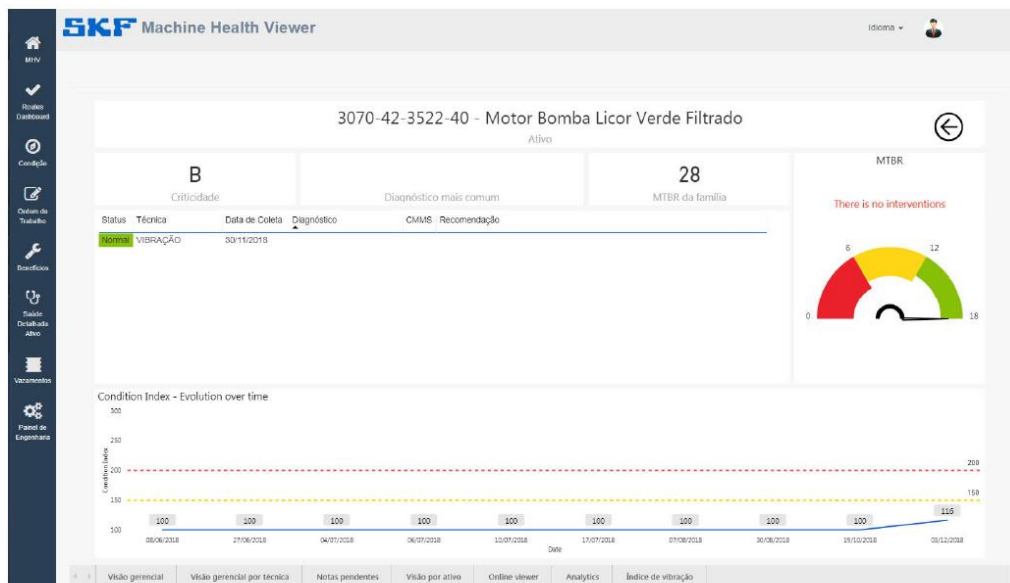 SKF Machine Health Viewer
Idioma
MHV
Routes
Dashboard
Condição
Ordem de
Trabalho
Benefícios
Saúde
Detalhada
Ativo
Vazamentos
Painel de
Engenharia
3070-42-3522-40 - Motor Bomba Licor Verde Filtrado
Ativo
B
Criticidade
Diagnóstico mais comum
28
MTBR da família
MTBR
There is no interventions
0
6
12
18
Status Técnica Data de Coleta Diagnóstico CMMS Recomendação
Normal VIBRAÇÃO 30/11/2018
Condition Index - Evolution over time
Condition Index
300
250
200
150
100
200
150
100 100 100 100 100 100 100 100 100 116
08/06/2018 27/06/2018 04/07/2018 06/07/2018 10/07/2018 17/07/2018 07/08/2018 30/08/2018 19/10/2018 03/12/2018
Date
Visão gerencial Visão gerencial por técnica Notas pendentes Visão por ativo Online viewer Analytics Índice de vibração